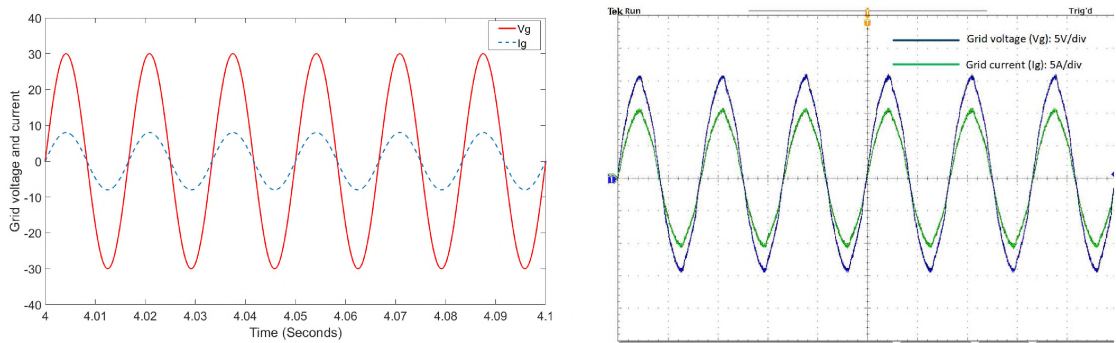 40
30
20
10
0
-10
-20
-30
-40
Grid voltage and current
Vg
Ig
4
4.01
4.02
4.03
4.04
4.05
4.06
4.07
4.08
4.09
4.1
Time (Seconds)
Tek Run
Trig'd
Grid voltage (Vg): 5V/div
Grid current (Ig): 5A/div